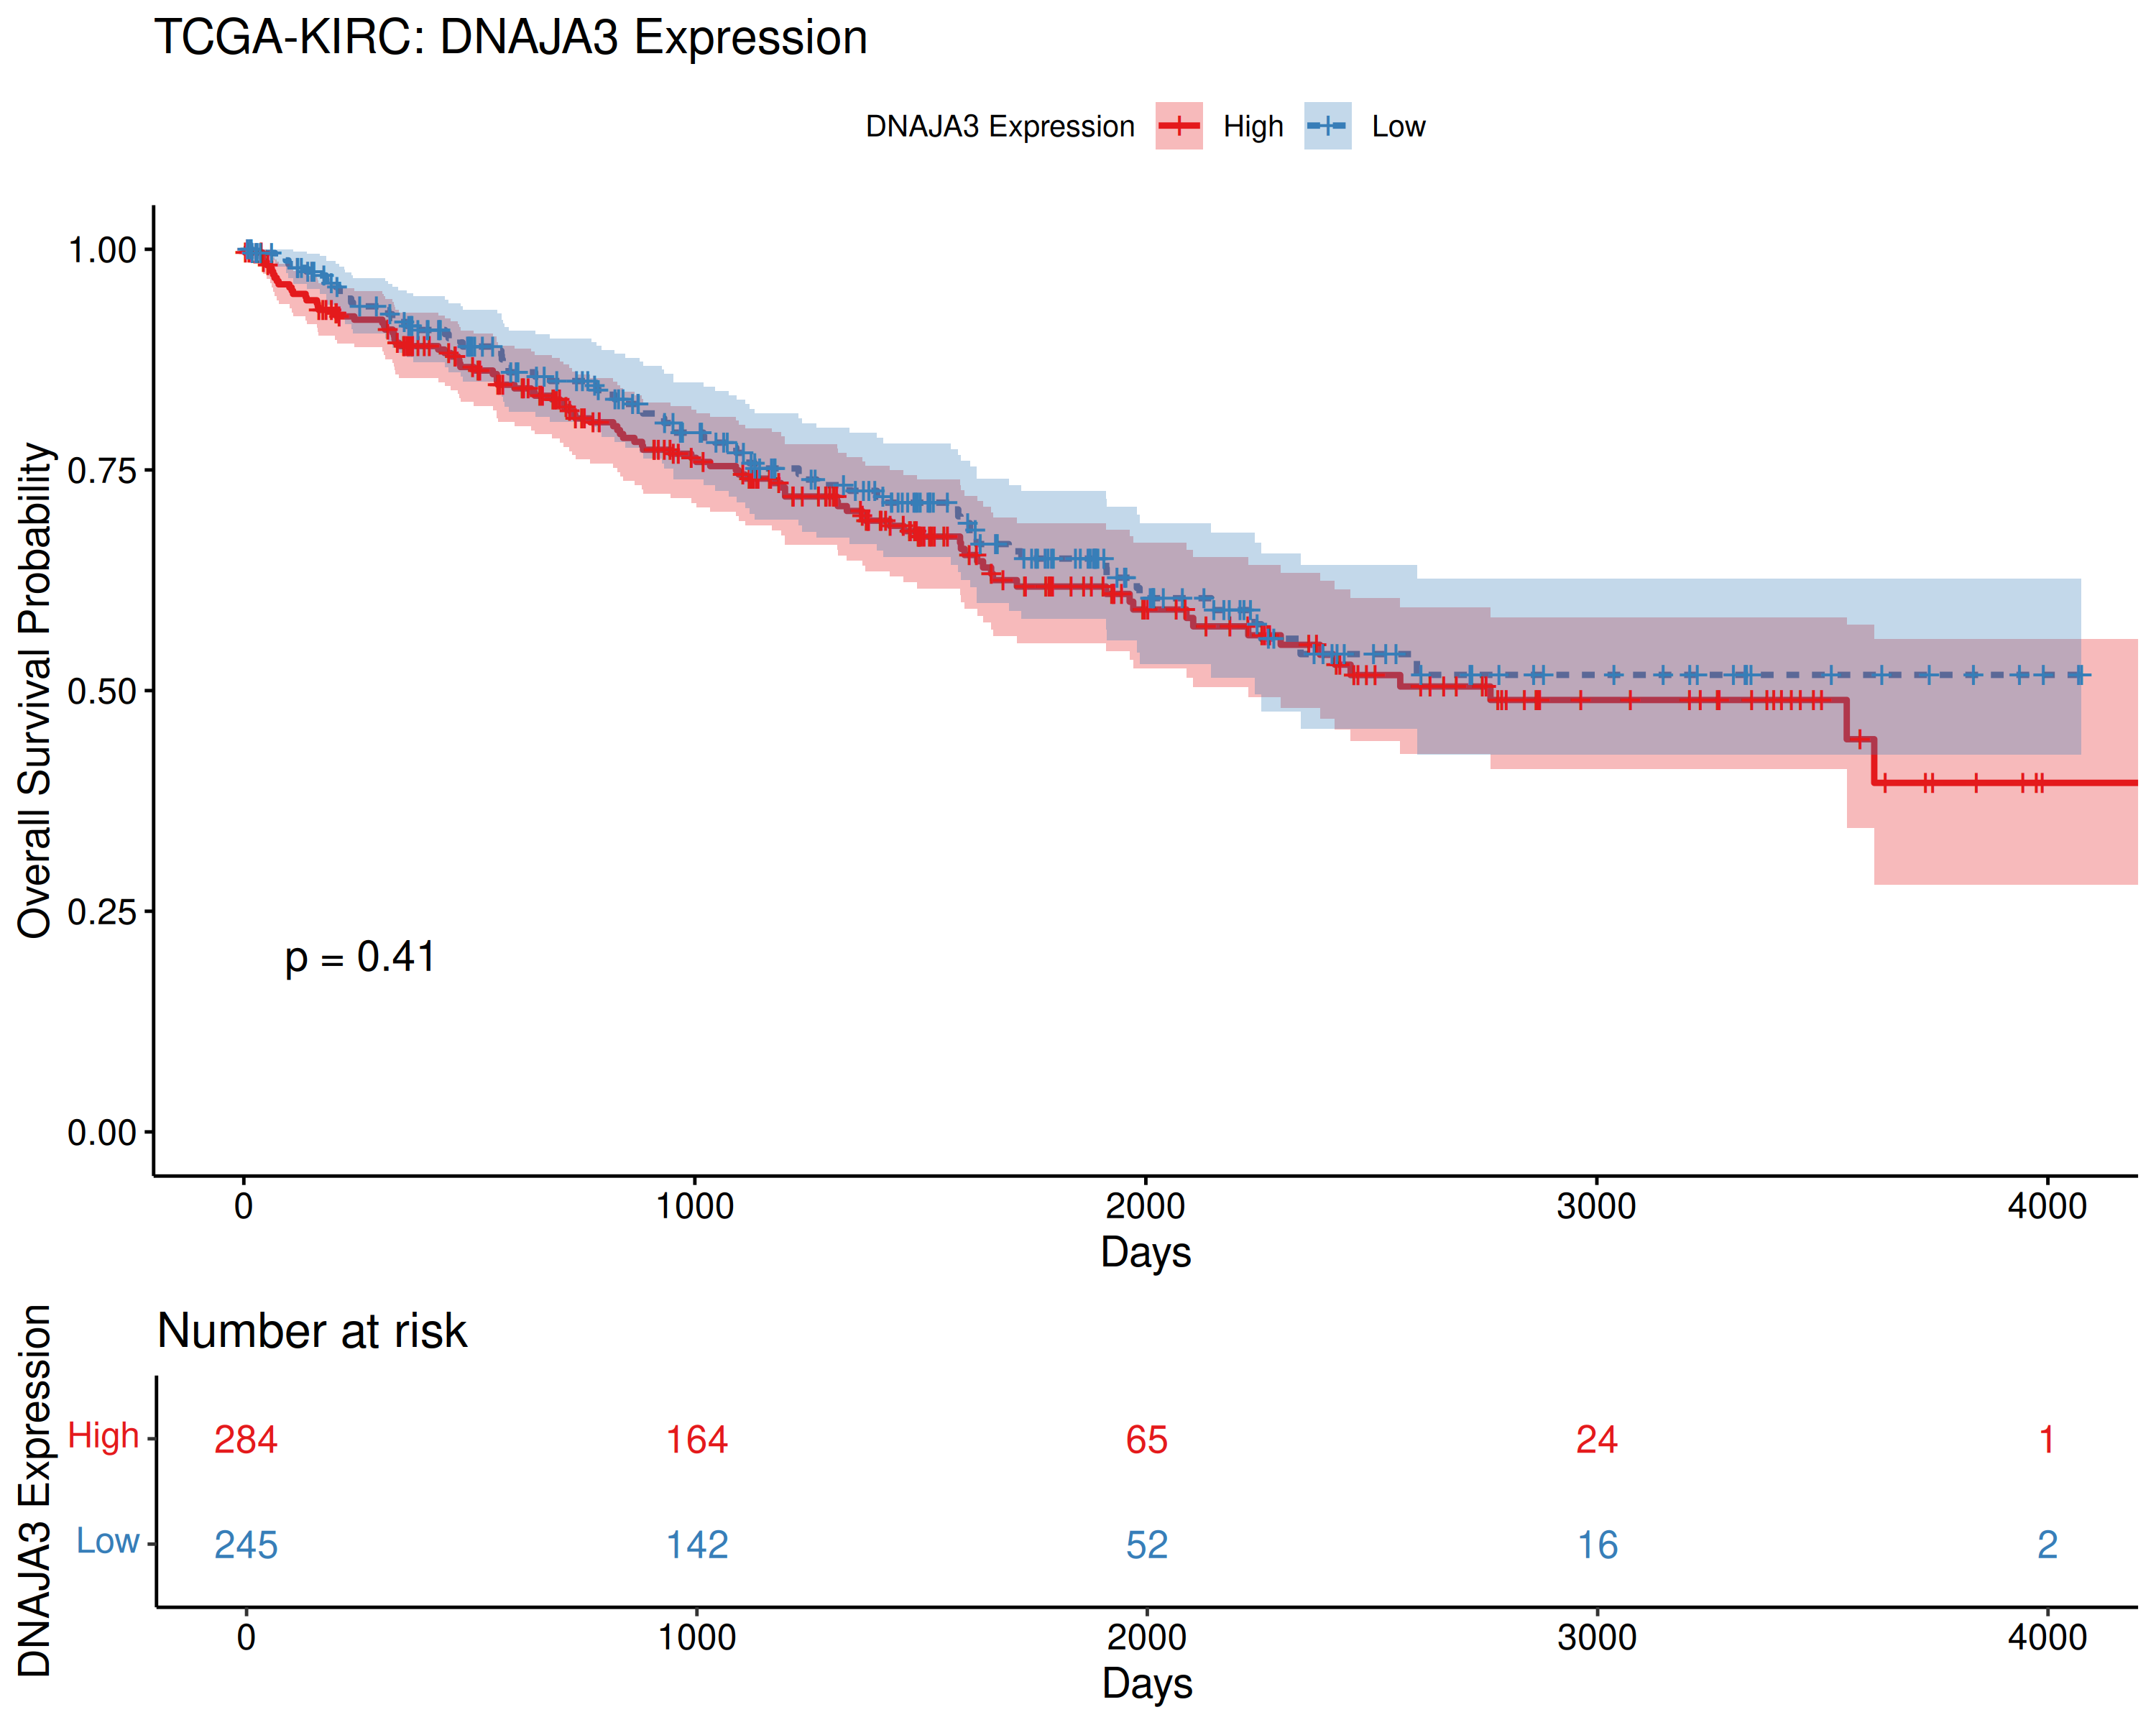 TCGA-KIRC: DNAJA3 Expression
DNAJA3 Expression High Low
Overall Survival Probability
1.00
0.75
0.50
0.25
0.00
p = 0.41
0 1000 2000 3000 4000
Days
Number at risk
DNAJA3 Expression
High 284 164 65 24 1
Low 245 142 52 16 2
0 1000 2000 3000 4000
Days